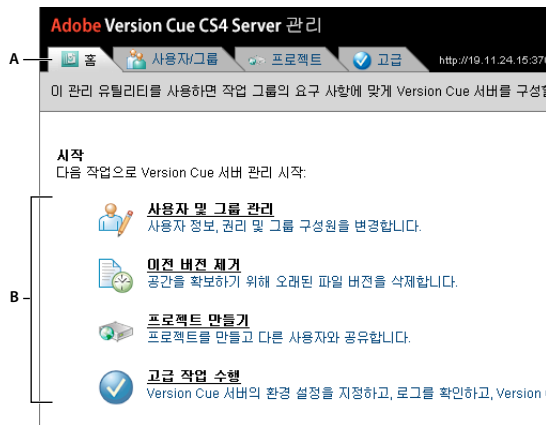 Adobe Version Cue CS4 Server 관리
A
홈 사용자/그룹 프로젝트 고급 http://19.11.24.15:370
이 관리 유틸리티를 사용하면 작업 그룹의 요구 사항에 맞게 Version Cue 서버를 구성할
시작
다음 작업으로 Version Cue 서버 관리 시작:
사용자 및 그룹 관리
사용자 정보, 권리 및 그룹 구성원을 변경합니다.
이전 버전 제거
공간을 확보하기 위해 오래된 파일 버전을 삭제합니다.
B
프로젝트 만들기
프로젝트를 만들고 다른 사용자와 공유합니다.
고급 작업 수행
Version Cue 서버의 환경 설정을 지정하고, 로그를 확인하고, Version